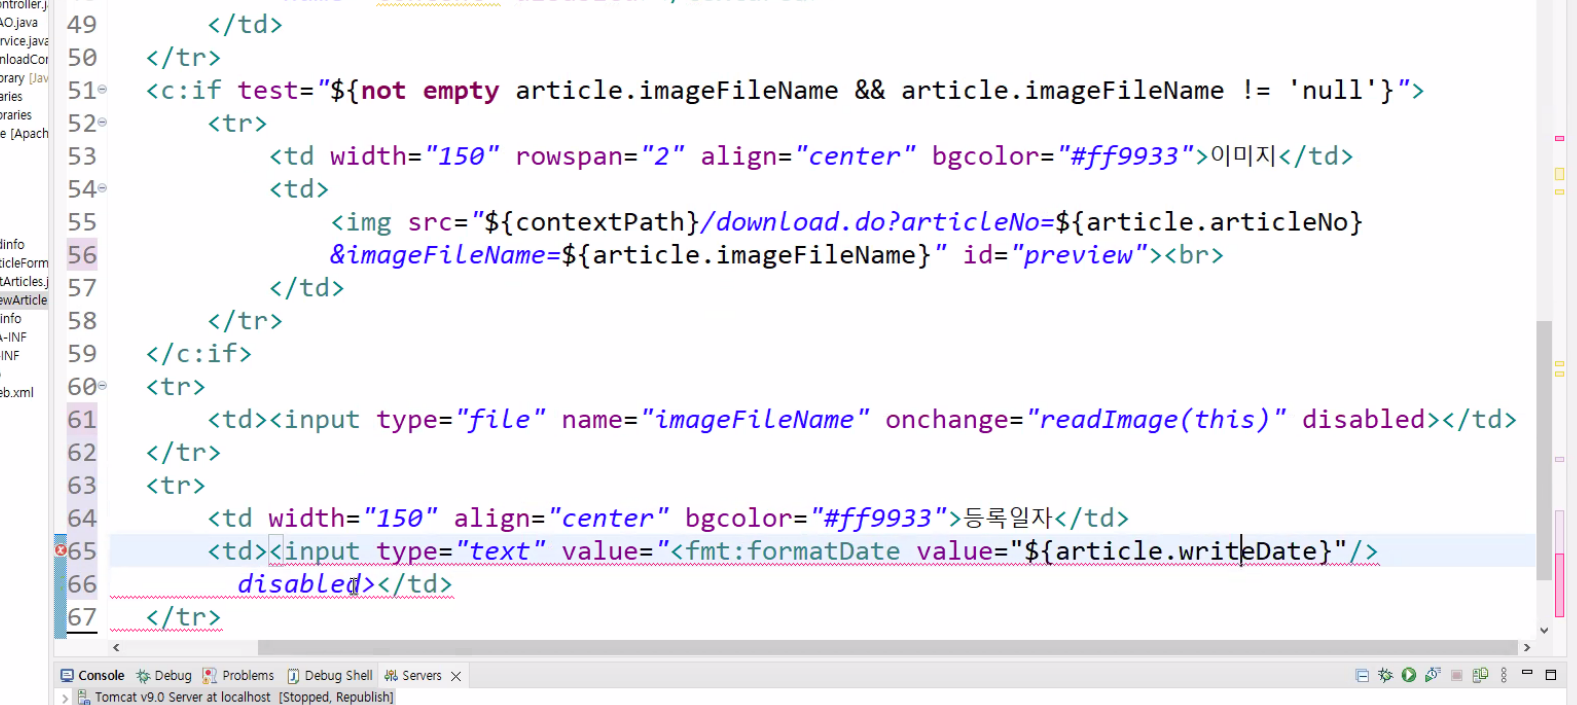 ontroller.j
AO.java
rvice.java
nloadCor
brary [Jav
aries
oraries
e [Apach
dinfo
ticleForm
tArticles.j
ewArticle
info
A-INF
-INF
eb.xml
49 </td>
50 </tr>
51 <c:if test="${not empty article.imageFileName && article.imageFileName != 'null'}">
52 <tr>
53 <td width="150" rowspan="2" align="center" bgcolor="#ff9933">이미지</td>
54 <td>
55 <img src="${contextPath}/download.do?articleNo=${article.articleNo}
56 &imageFileName=${article.imageFileName}" id="preview"><br>
57 </td>
58 </tr>
59 </c:if>
60 <tr>
61 <td><input type="file" name="imageFileName" onchange="readImage(this)" disabled></td>
62 </tr>
63 <tr>
64 <td width="150" align="center" bgcolor="#ff9933">등록일자</td>
65 <td><input type="text" value="<fmt:formatDate value="${article.writeDate}"/>
66 disabled></td>
67 </tr>
Console Debug Problems Debug Shell Servers
Tomcat v9.0 Server at localhost [Stopped, Republish]